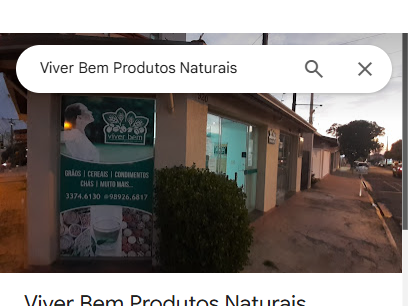 Viver Bem Produtos Naturais
viver bem
GRÃOS | CEREAIS | CONDIMENTOS
CHÁS | MUITO MAIS...
3374.6130 98926.6817
Viver Bem Produtos Naturais